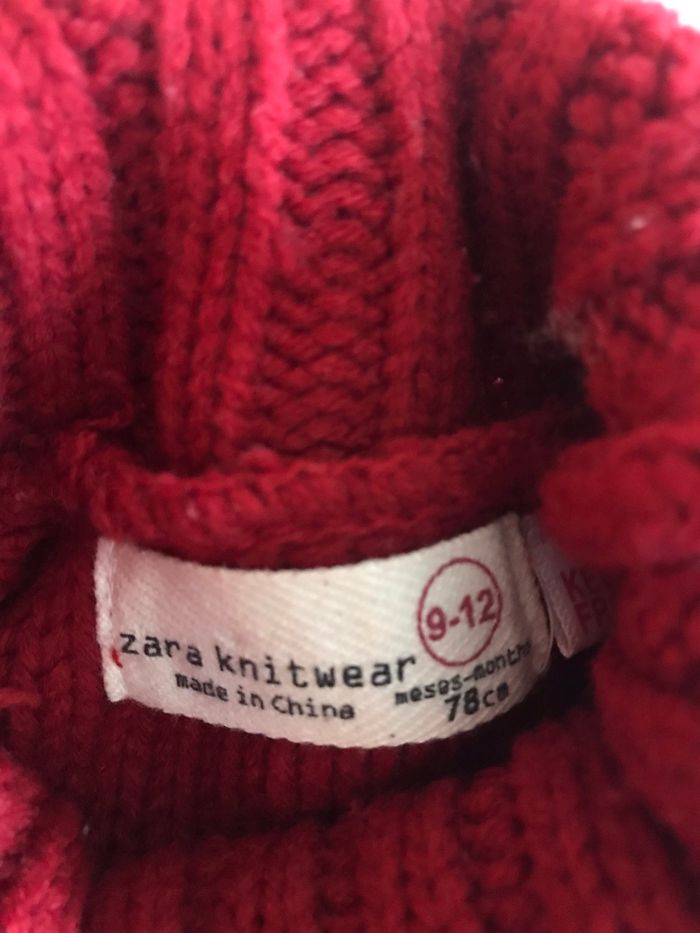 zara knitwear
made in China
9-12
meses-months
78cm